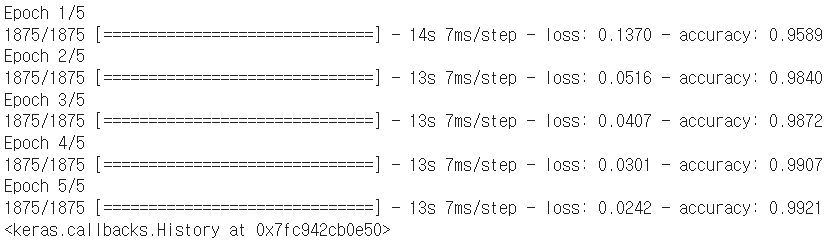 Epoch 1/5
1875/1875 [==============================] - 14s 7ms/step - loss: 0.1370 - accuracy: 0.9589
Epoch 2/5
1875/1875 [==============================] - 13s 7ms/step - loss: 0.0516 - accuracy: 0.9840
Epoch 3/5
1875/1875 [==============================] - 13s 7ms/step - loss: 0.0407 - accuracy: 0.9872
Epoch 4/5
1875/1875 [==============================] - 13s 7ms/step - loss: 0.0301 - accuracy: 0.9907
Epoch 5/5
1875/1875 [==============================] - 13s 7ms/step - loss: 0.0242 - accuracy: 0.9921
<keras.callbacks.History at 0x7fc942cb0e50>